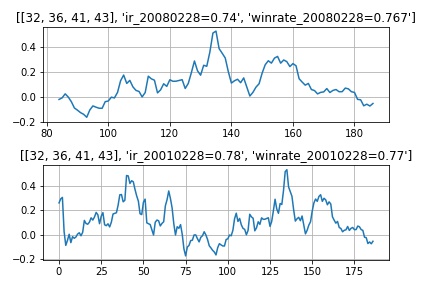 [[32, 36, 41, 43], 'ir_20080228=0.74', 'winrate_20080228=0.767']
0.4
0.2
0.0
−0.2
80 100 120 140 160 180
[[32, 36, 41, 43], 'ir_20010228=0.78', 'winrate_20010228=0.77']
0.4
0.2
0.0
−0.2
0 25 50 75 100 125 150 175